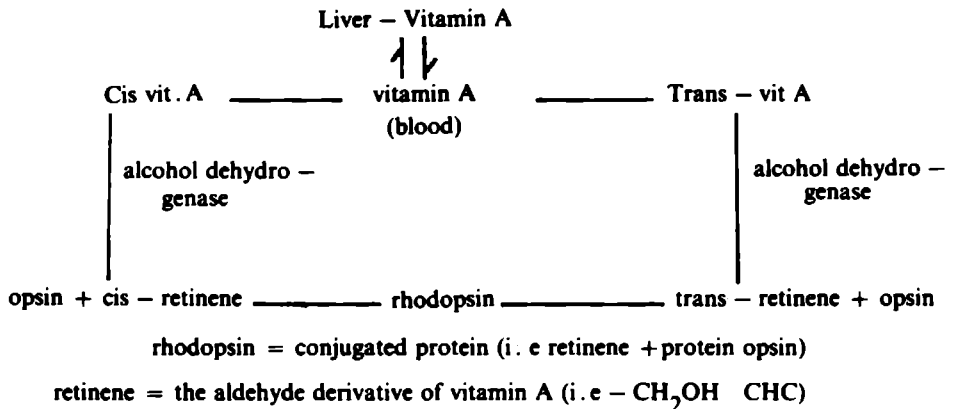 Liver – Vitamin A
Cis vit . A vitamin A Trans – vit A
(blood)
alcohol dehydro – alcohol dehydro –
genase genase
opsin + cis – retinene rhodopsin trans – retinene + opsin
rhodopsin = conjugated protein (i . e retinene + protein opsin)
retinene = the aldehyde derivative of vitamin A (i . e – CH₂OH CHC)